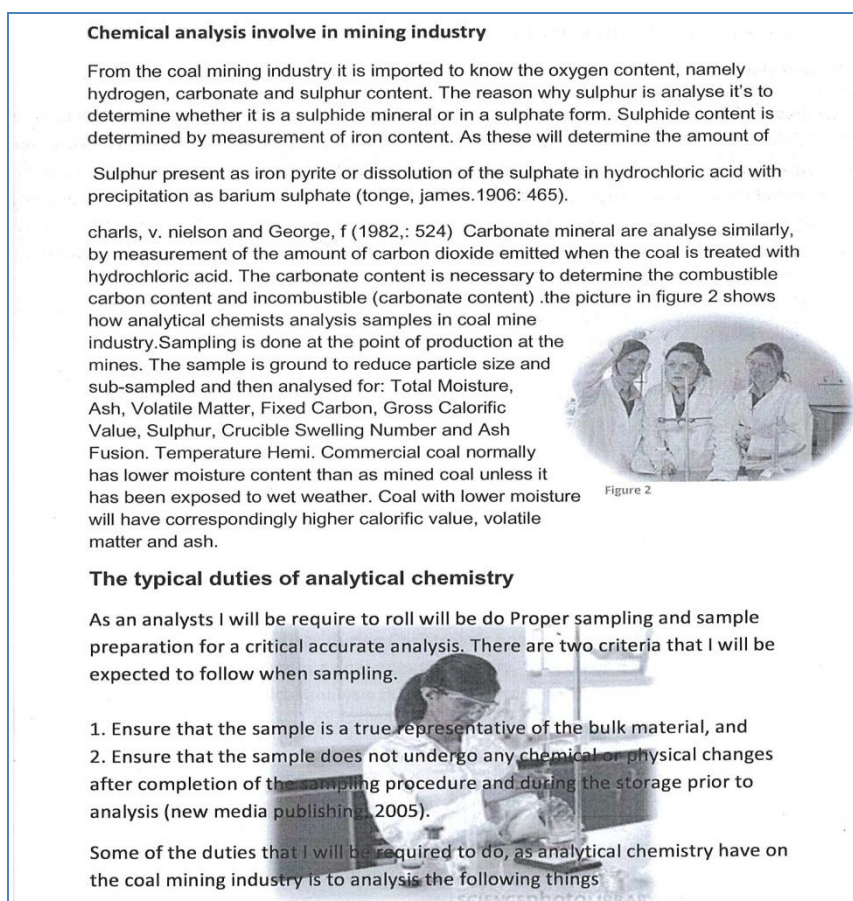 Chemical analysis involve in mining industry
From the coal mining industry it is imported to know the oxygen content, namely
hydrogen, carbonate and sulphur content. The reason why sulphur is analyse it's to
determine whether it is a sulphide mineral or in a sulphate form. Sulphide content is
determined by measurement of iron content. As these will determine the amount of
Sulphur present as iron pyrite or dissolution of the sulphate in hydrochloric acid with
precipitation as barium sulphate (tonge, james.1906: 465).
charls, v. nielson and George, f (1982,: 524) Carbonate mineral are analyse similarly,
by measurement of the amount of carbon dioxide emitted when the coal is treated with
hydrochloric acid. The carbonate content is necessary to determine the combustible
carbon content and incombustible (carbonate content) .the picture in figure 2 shows
how analytical chemists analysis samples in coal mine
industry.Sampling is done at the point of production at the
mines. The sample is ground to reduce particle size and
sub-sampled and then analysed for: Total Moisture,
Ash, Volatile Matter, Fixed Carbon, Gross Calorific
Value, Sulphur, Crucible Swelling Number and Ash
Fusion. Temperature Hemi. Commercial coal normally
has lower moisture content than as mined coal unless it
has been exposed to wet weather. Coal with lower moisture
will have correspondingly higher calorific value, volatile
matter and ash.
Figure 2
The typical duties of analytical chemistry
As an analysts I will be require to roll will be do Proper sampling and sample
preparation for a critical accurate analysis. There are two criteria that I will be
expected to follow when sampling.
1. Ensure that the sample is a true representative of the bulk material, and
2. Ensure that the sample does not undergo any chemical or physical changes
after completion of the sampling procedure and during the storage prior to
analysis (new media publishing, 2005).
Some of the duties that I will be required to do, as analytical chemistry have on
the coal mining industry is to analysis the following things